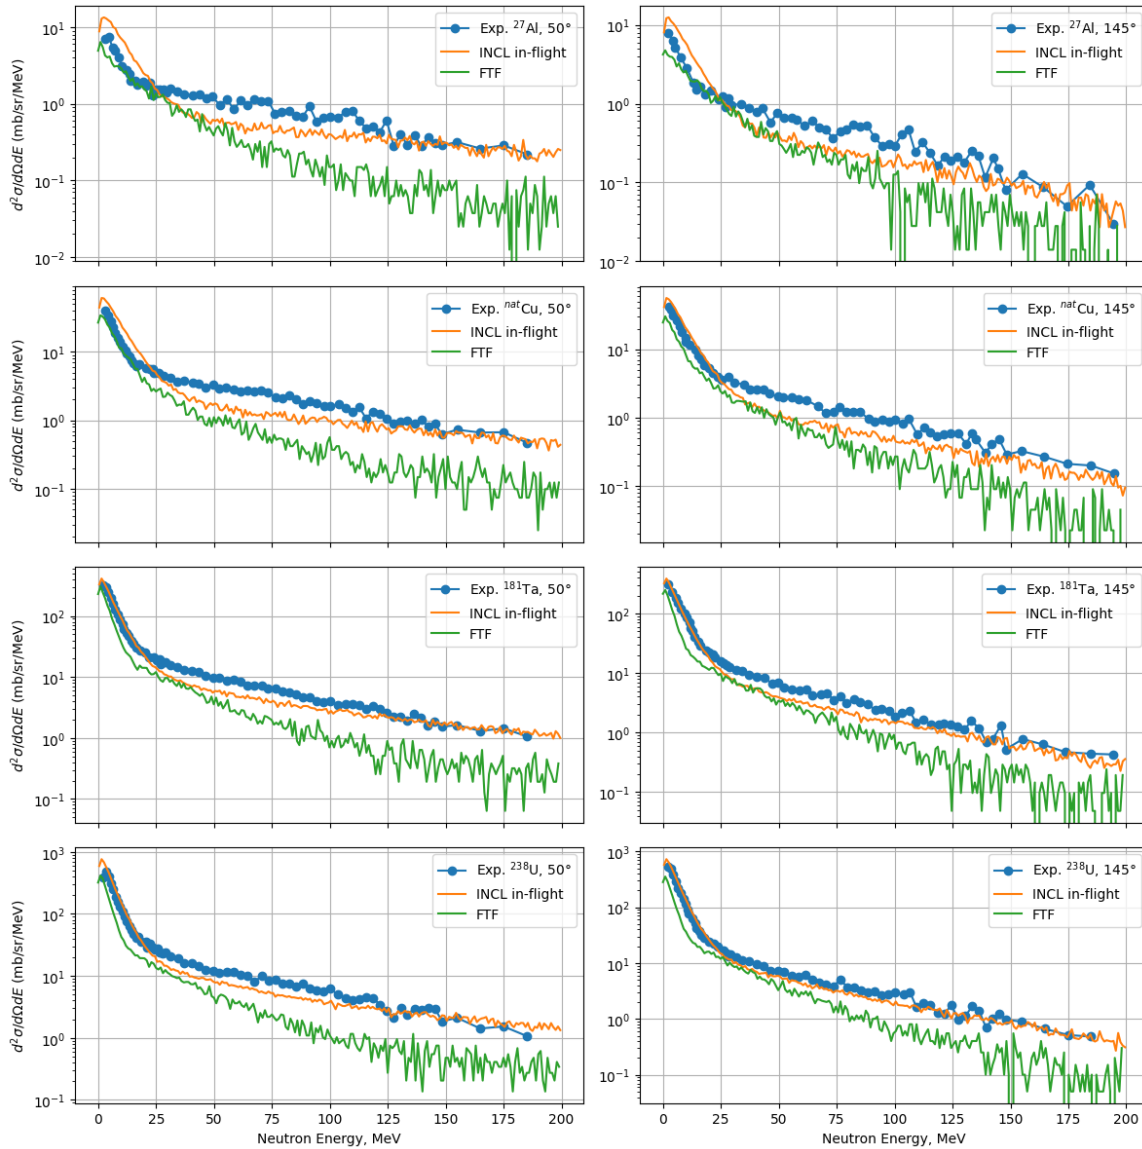 Exp. ²⁷Al, 50°
INCL in-flight
FTF
10¹
10⁰
10⁻¹
10⁻²
d²σ/dΩdΩdE (mb/sr/MeV)
Exp. ²⁷Al, 145°
INCL in-flight
FTF
10¹
10⁰
10⁻¹
10⁻²
Exp. ⁿᵃᵗCu, 50°
INCL in-flight
FTF
10¹
10⁰
10⁻¹
d²σ/dΩdΩdE (mb/sr/MeV)
Exp. ⁿᵃᵗCu, 145°
INCL in-flight
FTF
10¹
10⁰
10⁻¹
Exp. ¹⁸¹Ta, 50°
INCL in-flight
FTF
10²
10¹
10⁰
10⁻¹
d²σ/dΩdΩdE (mb/sr/MeV)
Exp. ¹⁸¹Ta, 145°
INCL in-flight
FTF
10²
10¹
10⁰
10⁻¹
Exp. ²³⁸U, 50°
INCL in-flight
FTF
10³
10²
10¹
10⁰
10⁻¹
d²σ/dΩdΩdE (mb/sr/MeV)
0 25 50 75 100 125 150 175 200
Neutron Energy, MeV
Exp. ²³⁸U, 145°
INCL in-flight
FTF
10³
10²
10¹
10⁰
10⁻¹
0 25 50 75 100 125 150 175 200
Neutron Energy, MeV